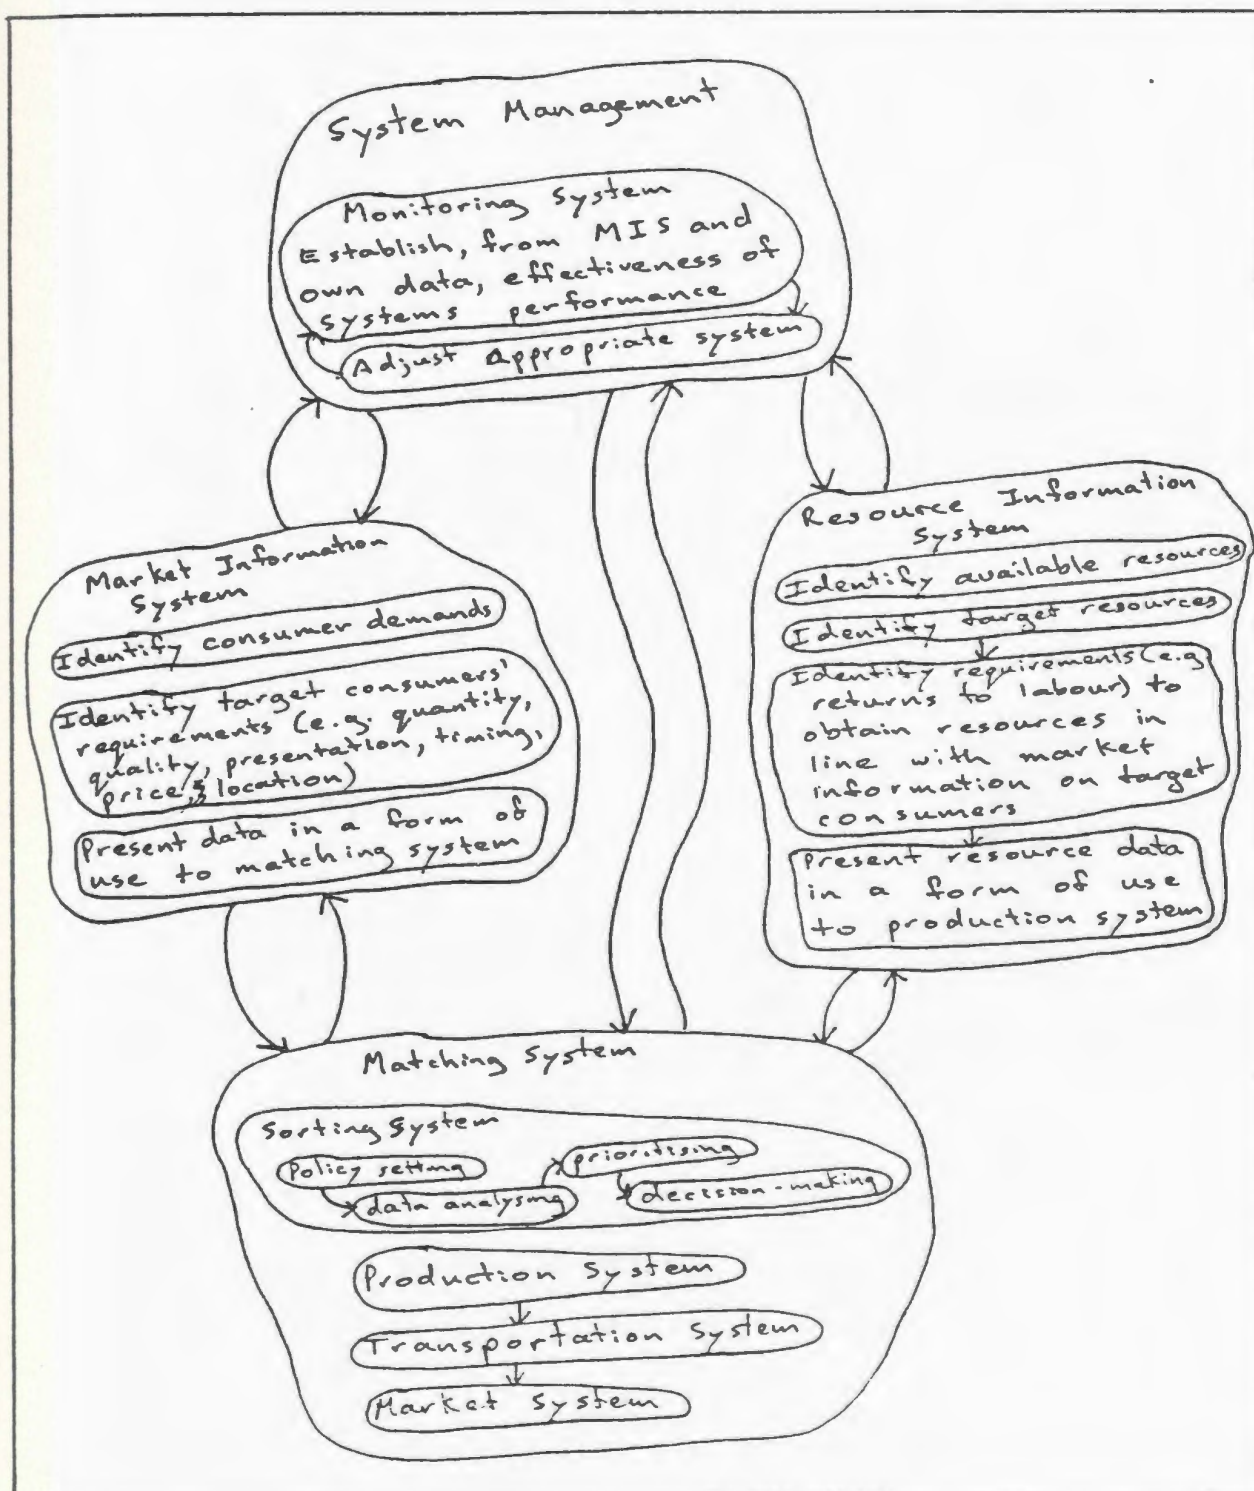 System Management
Monitoring System
Establish, from MIS and
own data, effectiveness of
systems performance
Adjust Appropriate system
Market Information
System
Identify consumer demands
Identify target consumers'
requirements (e.g. quantity,
quality, presentation, timing,
price, & location)
Present data in a form of
use to matching system
Resource Information
System
Identify available resources
Identify target resources
Identify requirements (e.g.
returns to labour) to
obtain resources in
line with market
information on target
consumers
Present resource data
in a form of use
to production system
Matching System
Sorting System
Policy setting
data analysing
prioritising
decision-making
Production System
Transportation System
Market System